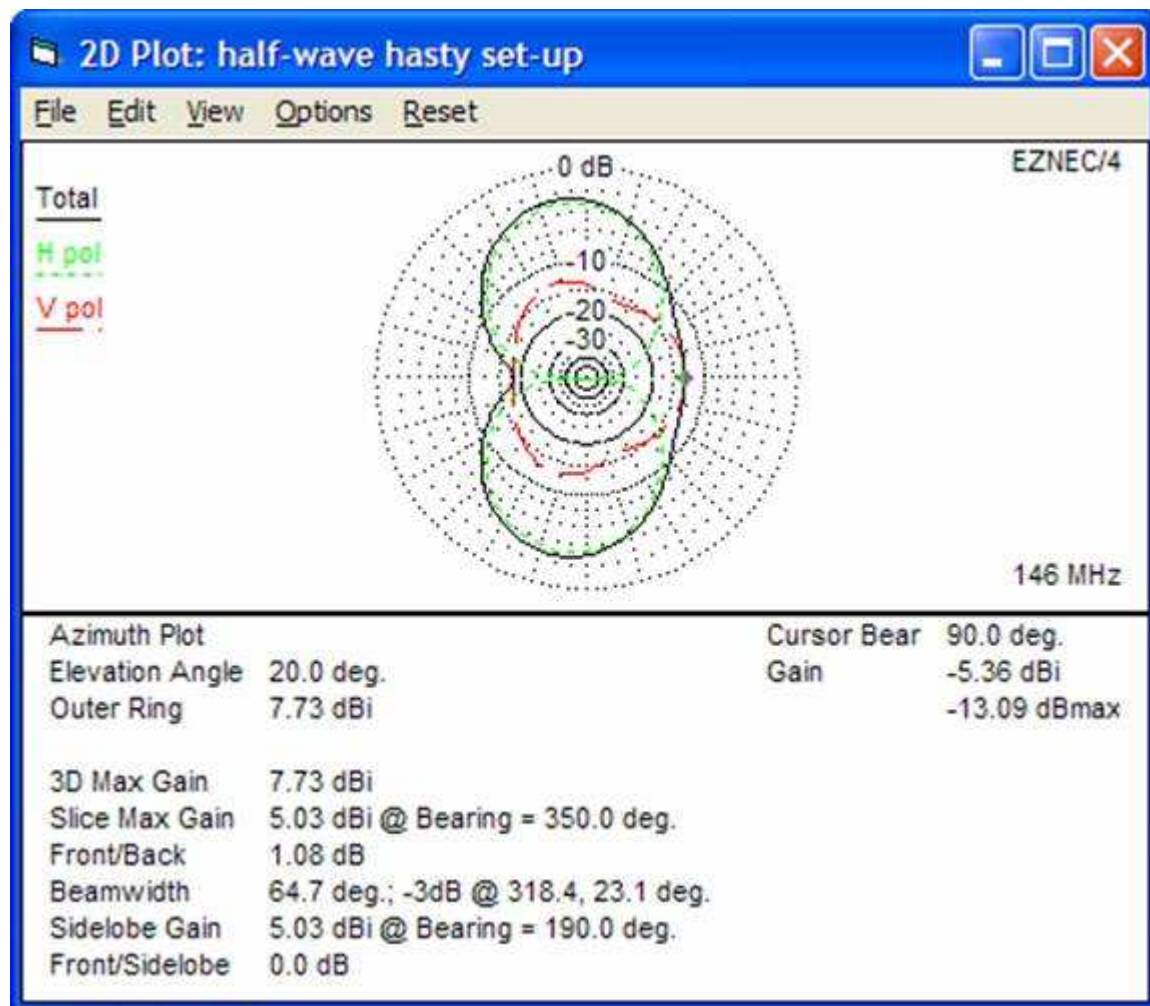 2D Plot: half-wave hasty set-up
File Edit View Options Reset
EZNEC/4
Total
H pol
V pol
0 dB
-10
-20
-30
146 MHz
Azimuth Plot
Elevation Angle 20.0 deg.
Outer Ring 7.73 dBi
Cursor Bear 90.0 deg.
Gain -5.36 dBi
-13.09 dBmax
3D Max Gain 7.73 dBi
Slice Max Gain 5.03 dBi @ Bearing = 350.0 deg.
Front/Back 1.08 dB
Beamwidth 64.7 deg.; -3dB @ 318.4, 23.1 deg.
Sidelobe Gain 5.03 dBi @ Bearing = 190.0 deg.
Front/Sidelobe 0.0 dB